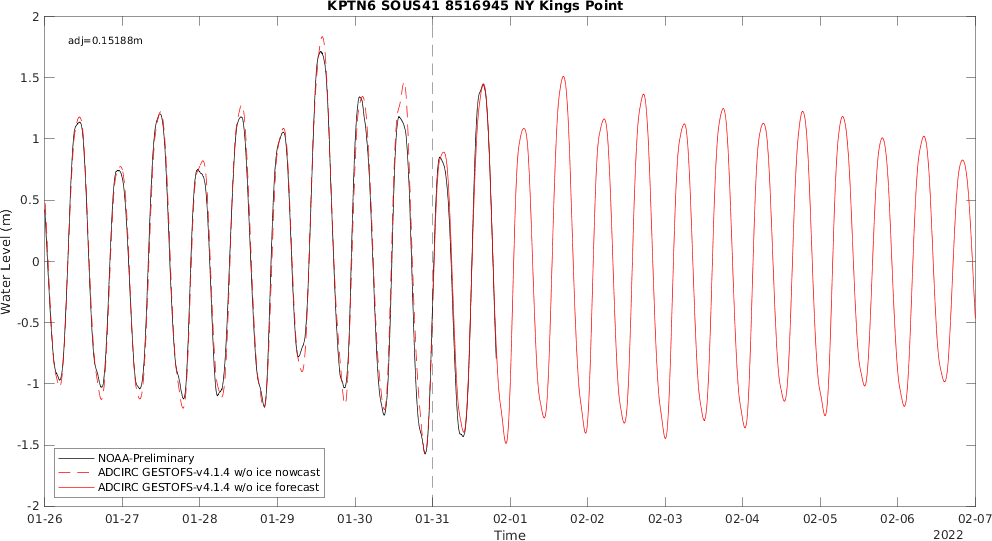 KPTN6 SOUS41 8516945 NY Kings Point
adj=0.15188m
2
1.5
1
0.5
0
-0.5
-1
-1.5
-2
Water Level (m)
NOAA-Preliminary
ADCIRC GESTOFS-v4.1.4 w/o ice nowcast
ADCIRC GESTOFS-v4.1.4 w/o ice forecast
01-26 01-27 01-28 01-29 01-30 01-31 02-01 02-02 02-03 02-04 02-05 02-06 02-07
Time
2022